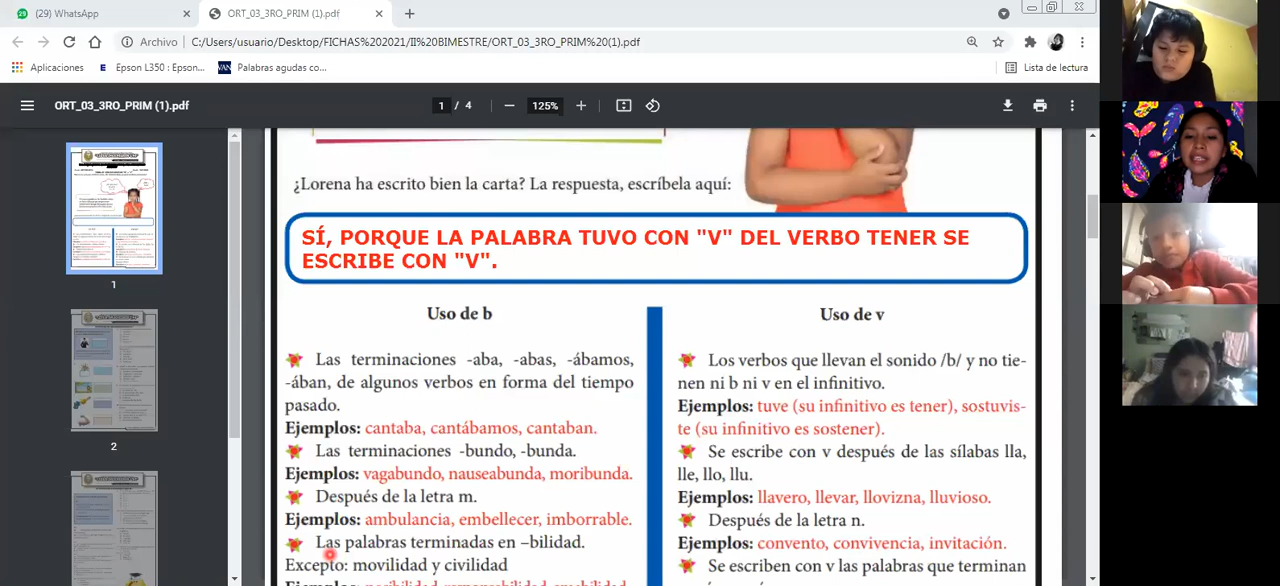 (29) WhatsApp
ORT_03_3RO_PRIM (1).pdf
Archivo
C:/Users/usuario/Desktop/FICHAS%202021/II%20BIMESTRE/ORT_03_3RO_PRIM%20(1).pdf
Aplicaciones
Epson L350 : Epson...
Palabras agudas co...
Lista de lectura
ORT_03_3RO_PRIM (1).pdf
1 / 4
125%
1
2
¿Lorena ha escrito bien la carta? La respuesta, escríbela aquí:
SÍ, PORQUE LA PALABRA TUVO CON "V" DEL VERBO TENER SE
ESCRIBE CON "V".
Uso de b
Las terminaciones -aba, -abas, -ábamos,
-ában, de algunos verbos en forma del tiempo
pasado.
Ejemplos: cantaba, cantábamos, cantaban.
Las terminaciones -bundo, -bunda.
Ejemplos: vagabundo, nauseabunda, moribunda.
Después de la letra m.
Ejemplos: ambulancia, embellecer, imborrable.
Las palabras terminadas en –bilidad.
Excepto: movilidad y civilidad
Uso de v
Los verbos que llevan el sonido /b/ y no tie-
nen ni b ni v en el infinitivo.
Ejemplos: tuve (su infinitivo es tener), sostuvis-
te (su infinitivo es sostener).
Se escribe con v después de las sílabas lla,
lle, llo, llu.
Ejemplos: llavero, llevar, llovizna, lluvioso.
Después de la letra n.
Ejemplos: convento, convivencia, invitación.
Se escriben con v las palabras que terminan